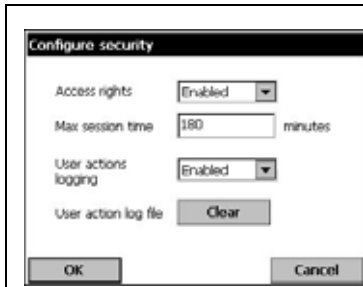 Configure security
Access rights Enabled
Max session time 180 minutes
User actions
logging Enabled
User action log file Clear
OK Cancel